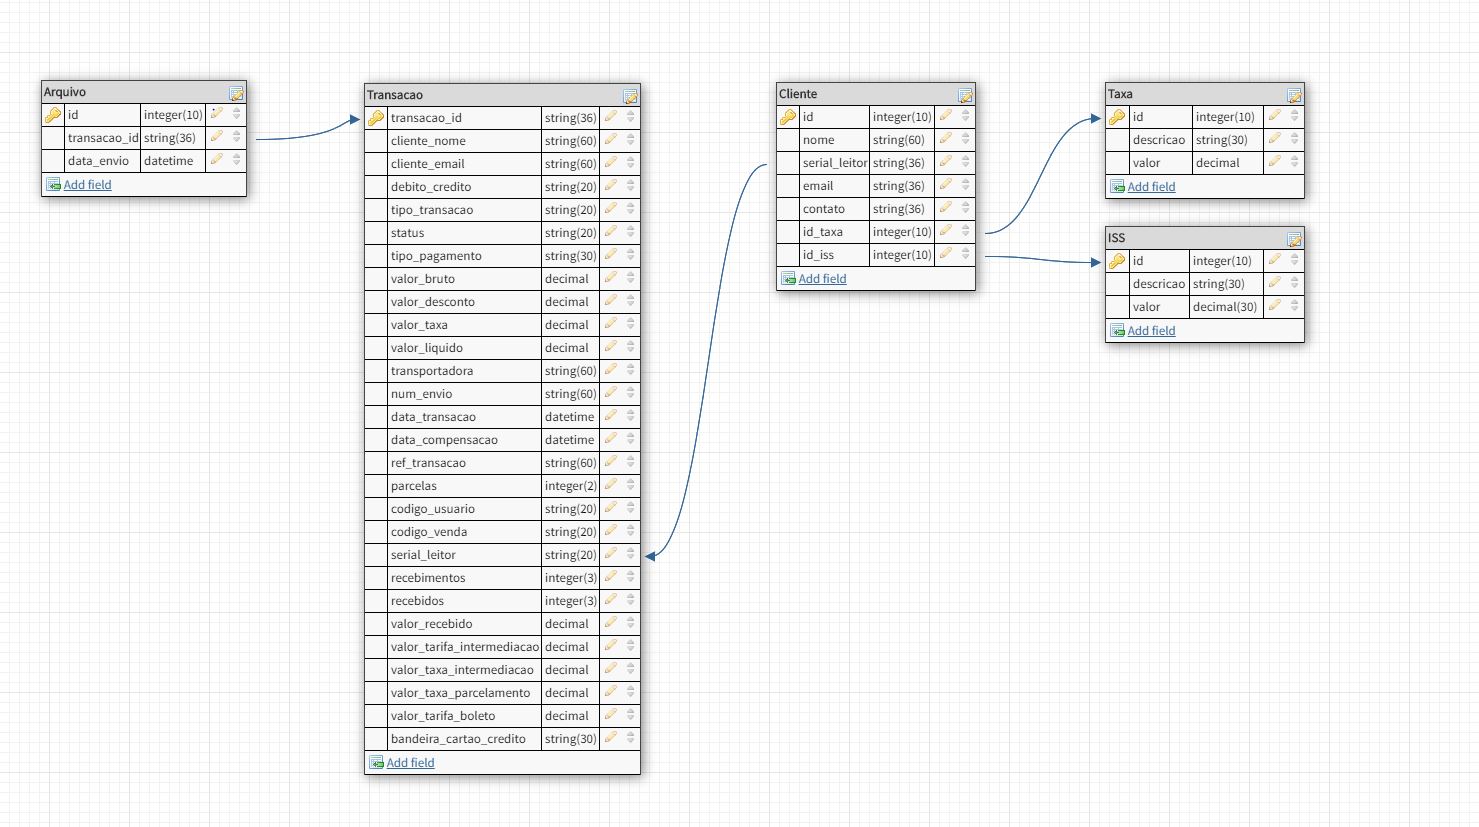 Arquivo
id integer(10)
transacao_id string(36)
data_envio datetime
Add field
Transacao
transacao_id string(36)
cliente_nome string(60)
cliente_email string(60)
debito_credito string(20)
tipo_transacao string(20)
status string(20)
tipo_pagamento string(30)
valor_bruto decimal
valor_desconto decimal
valor_taxa decimal
valor_liquido decimal
transportadora string(60)
num_envio string(60)
data_transacao datetime
data_compensacao datetime
ref_transacao string(60)
parcelas integer(2)
codigo_usuario string(20)
codigo_venda string(20)
serial_leitor string(20)
recebimentos integer(3)
recebidos integer(3)
valor_recebido decimal
valor_tarifa_intermediacao decimal
valor_taxa_intermediacao decimal
valor_taxa_parcelamento decimal
valor_tarifa_boleto decimal
bandeira_cartao_credito string(30)
Add field
Cliente
id integer(10)
nome string(60)
serial_leitor string(36)
email string(36)
contato string(36)
id_taxa integer(10)
id_iss integer(10)
Add field
Taxa
id integer(10)
descricao string(30)
valor decimal
Add field
ISS
id integer(10)
descricao string(30)
valor decimal(30)
Add field